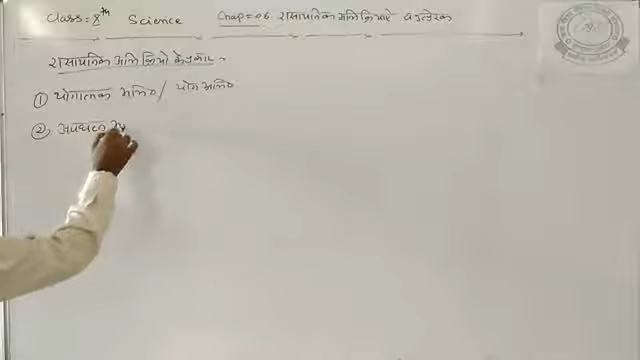 Class = 8th Science Chap = 06 रासायनिक अभिक्रियाएं व उत्प्रेरक
रासायनिक अभिक्रियो के प्रकार :-
① योगात्मक अभि० / योग अभि०
② अपघटन